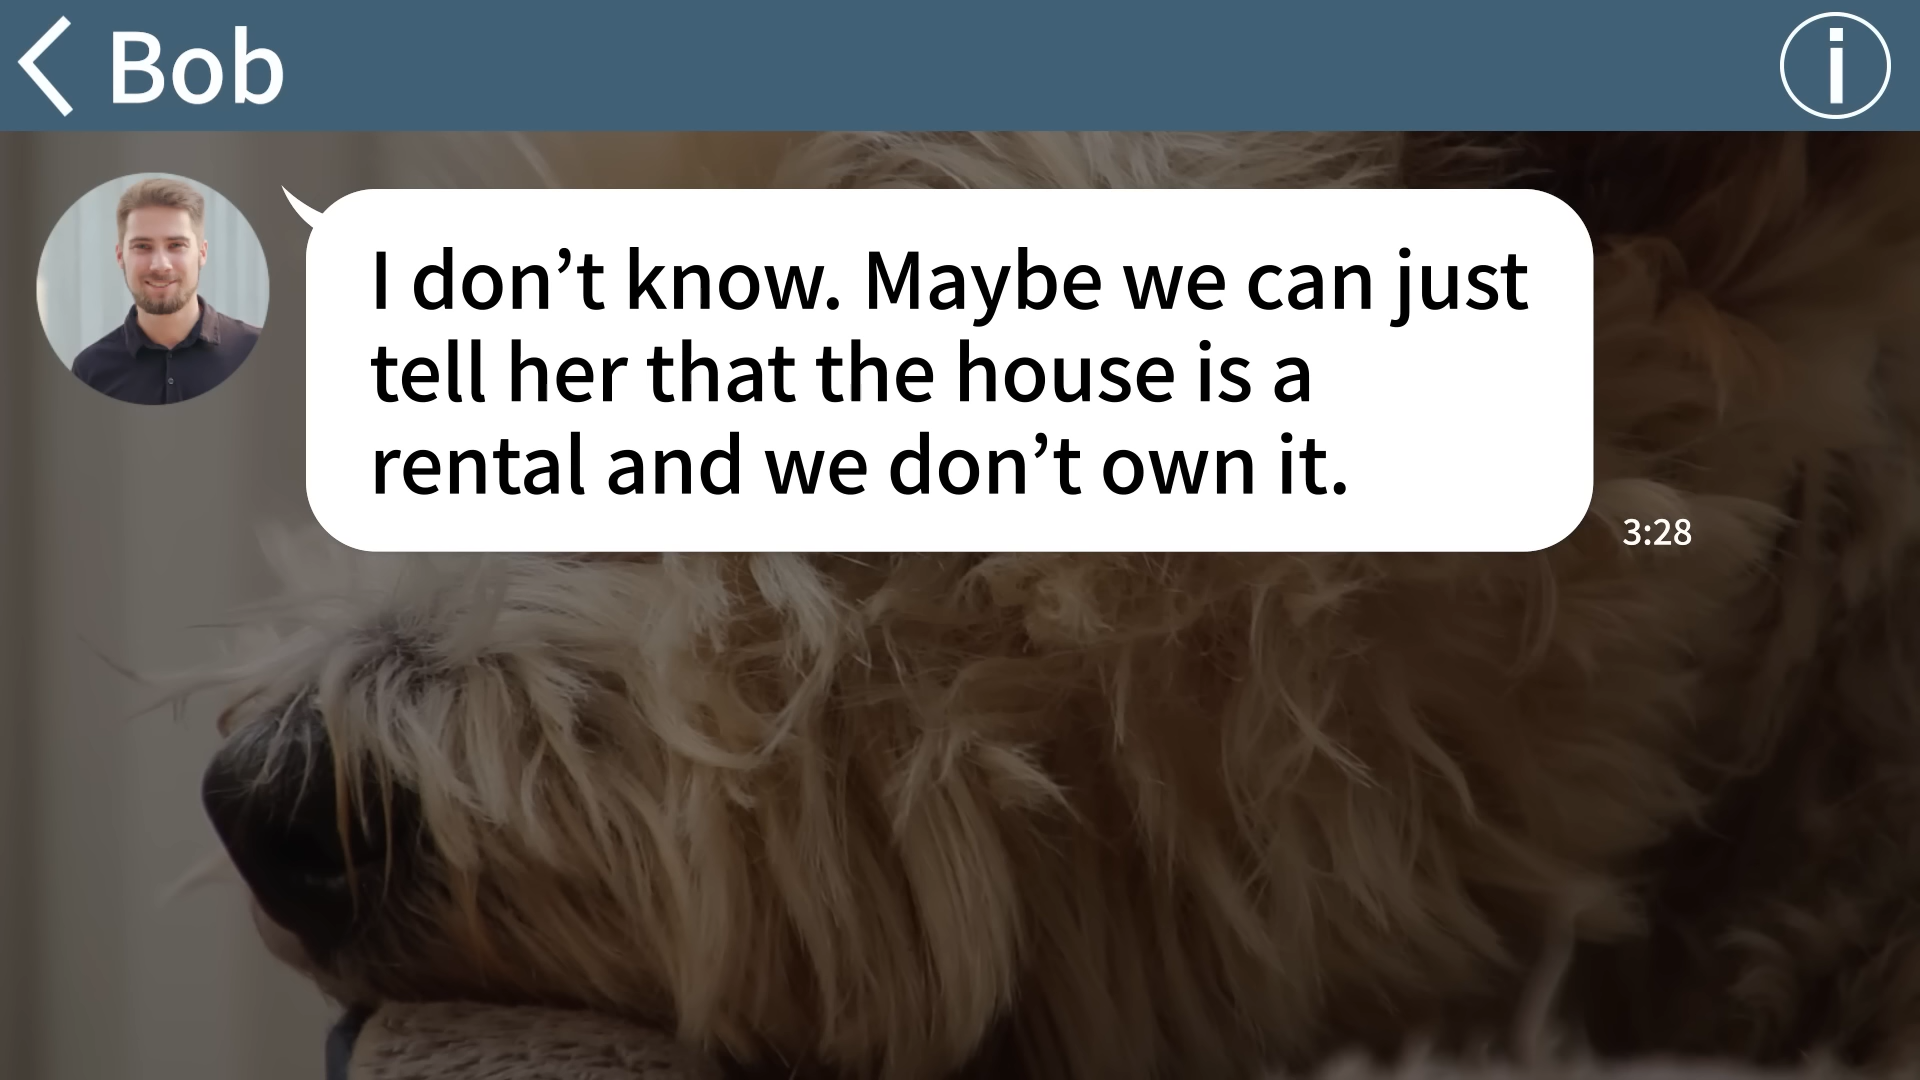 Bob
I don’t know. Maybe we can just
tell her that the house is a
rental and we don’t own it.
3:28